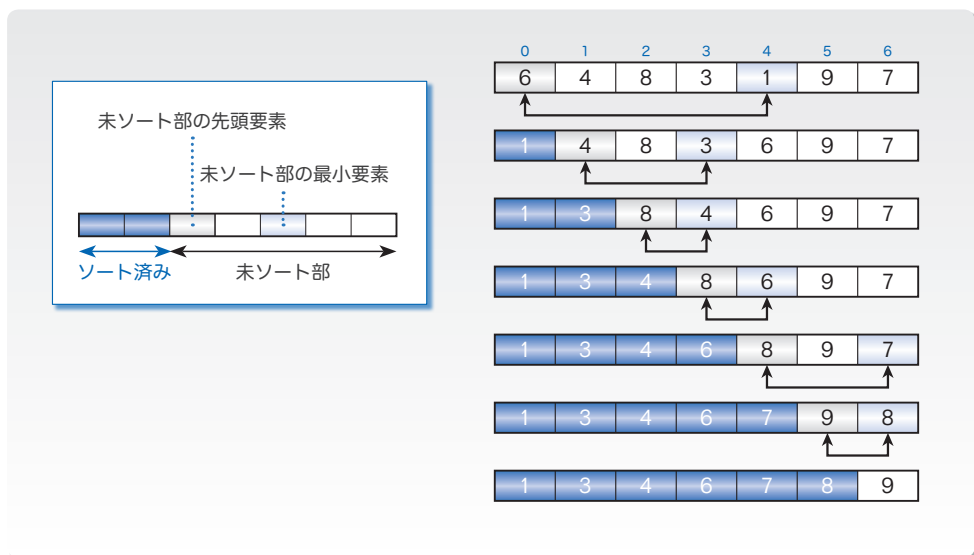 未ソート部の先頭要素
未ソート部の最小要素
ソート済み
未ソート部
0 1 2 3 4 5 6
6 4 8 3 1 9 7
1 4 8 3 6 9 7
1 3 8 4 6 9 7
1 3 4 8 6 9 7
1 3 4 6 8 9 7
1 3 4 6 7 9 8
1 3 4 6 7 8 9